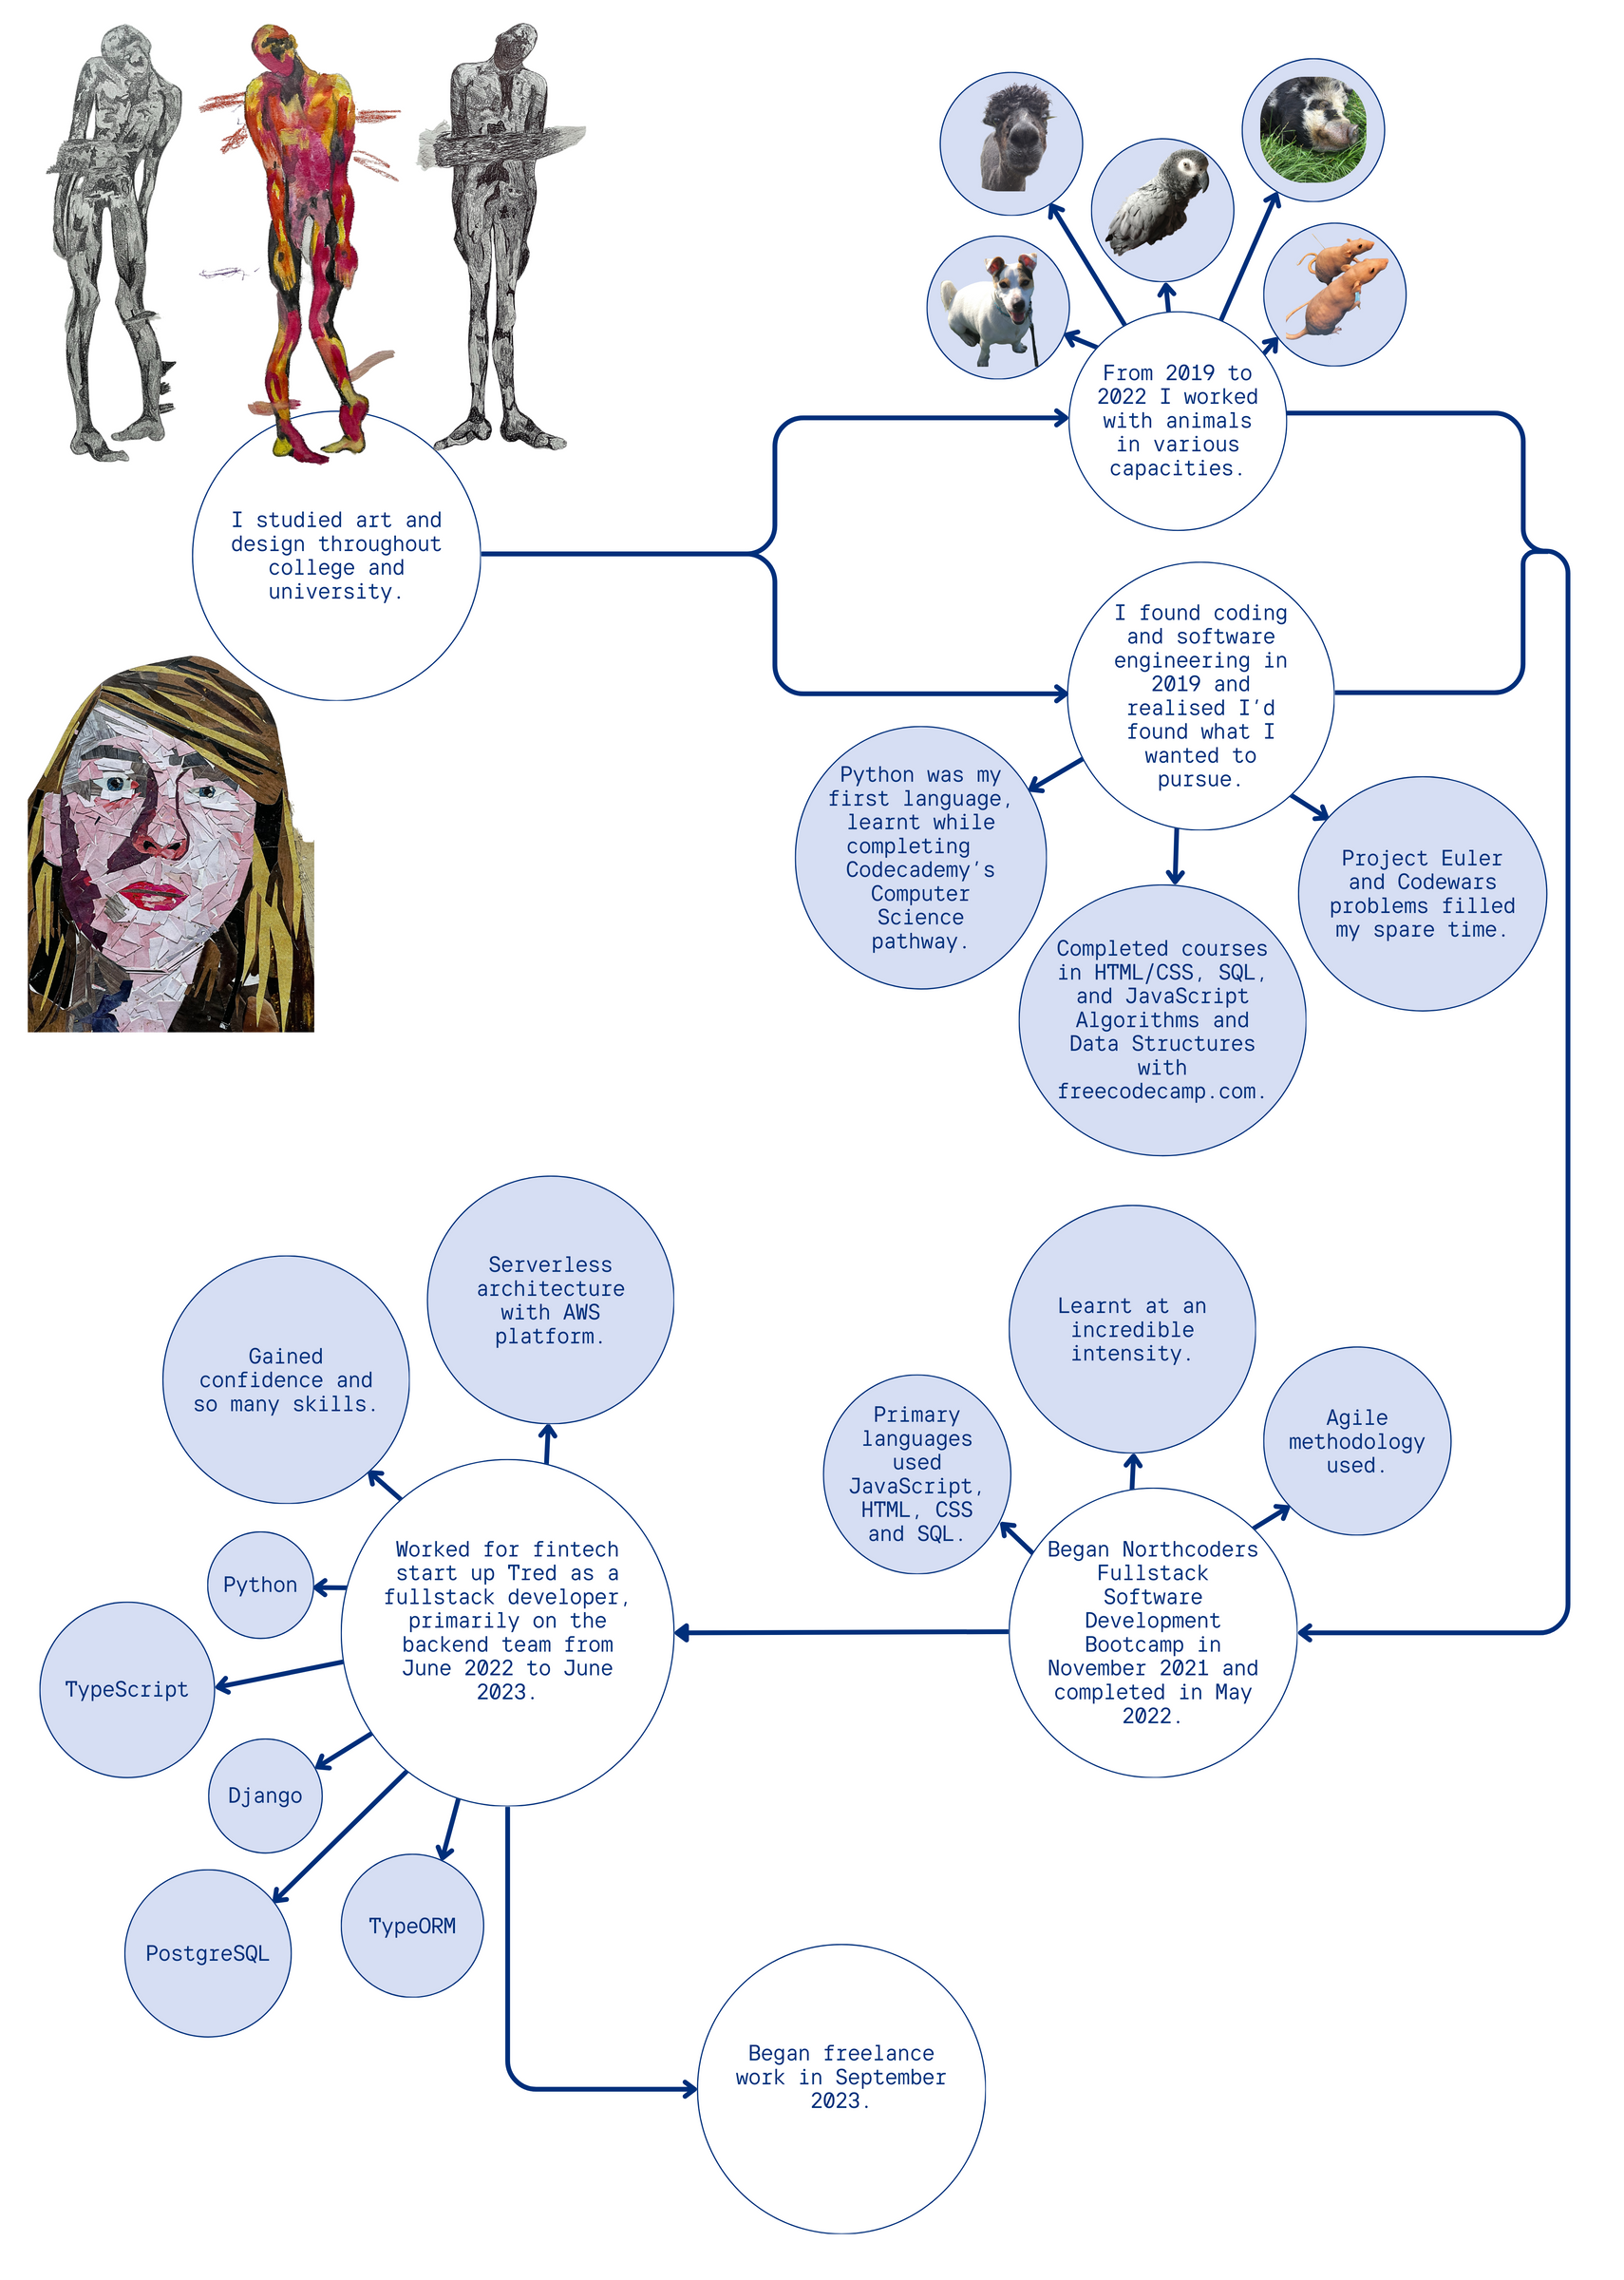 I studied art and
design throughout
college and
university.
From 2019 to
2022 I worked
with animals
in various
capacities.
I found coding
and software
engineering in
2019 and
realised I'd
found what I
wanted to
pursue.
Python was my
first language,
learnt while
completing
Codecademy's
Computer
Science
pathway.
Completed courses
in HTML/CSS, SQL,
and JavaScript
Algorithms and
Data Structures
with
freecodecamp.com.
Project Euler
and Codewars
problems filled
my spare time.
Began Northcoders
Fullstack
Software
Development
Bootcamp in
November 2021 and
completed in May
2022.
Primary
languages
used
JavaScript,
HTML, CSS
and SQL.
Learnt at an
incredible
intensity.
Agile
methodology
used.
Worked for fintech
start up Tred as a
fullstack developer,
primarily on the
backend team from
June 2022 to June
2023.
Serverless
architecture
with AWS
platform.
Gained
confidence and
so many skills.
Python
TypeScript
Django
PostgreSQL
TypeORM
Began freelance
work in September
2023.